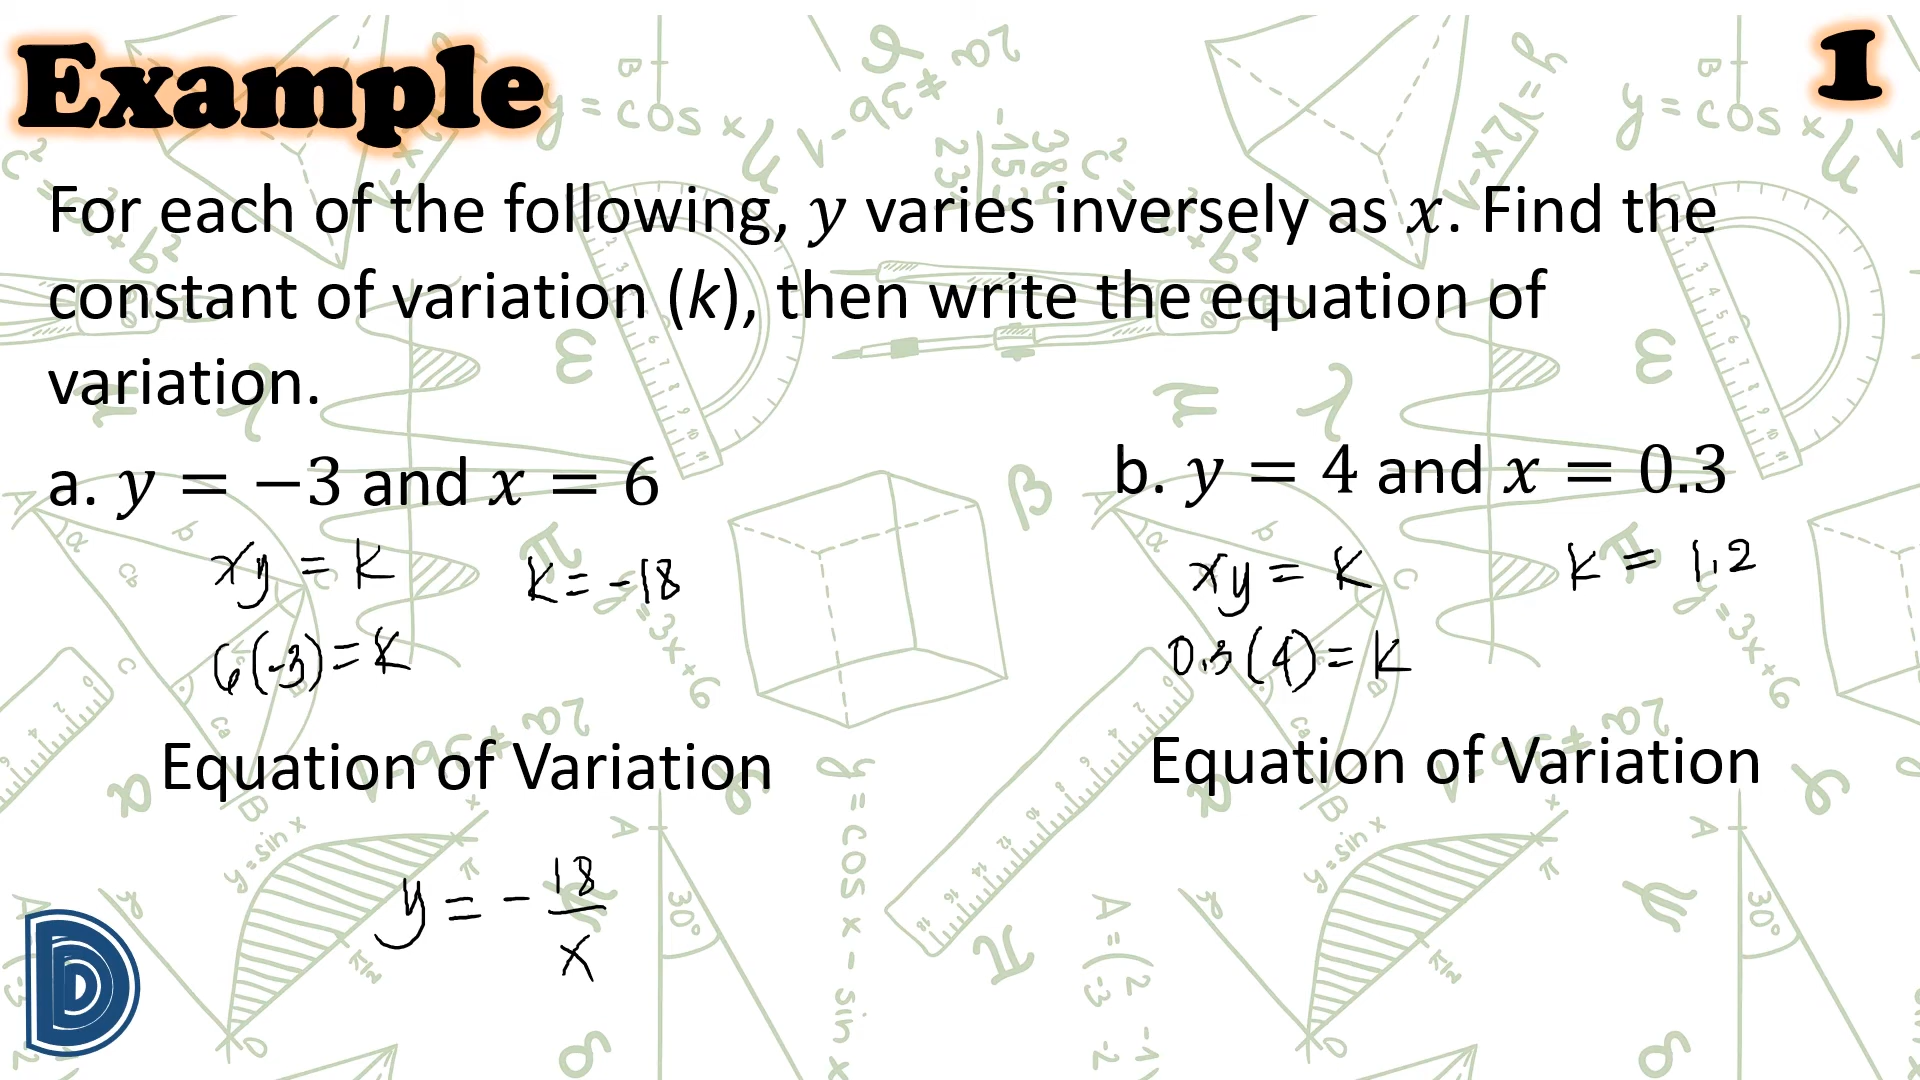 Example
1
For each of the following, y varies inversely as x. Find the
constant of variation (k), then write the equation of
variation.
a. y = −3 and x = 6
b. y = 4 and x = 0.3
xy = k
k = -18
6(-3) = k
xy = k
k = 1.2
0.3(4) = k
Equation of Variation
Equation of Variation
y = - 18/x